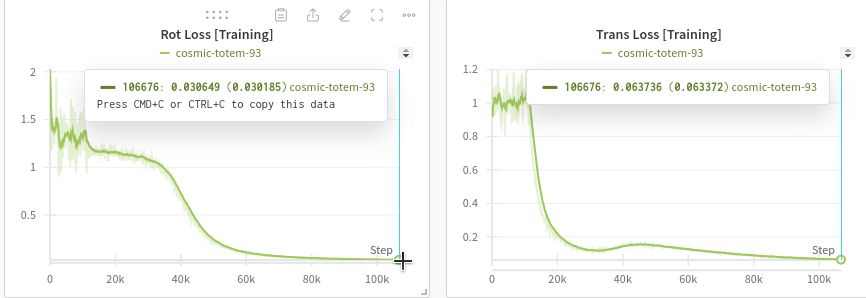 Rot Loss [Training]
cosmic-totem-93
106676: 0.030649 (0.030185) cosmic-totem-93
Press CMD+C or CTRL+C to copy this data
2
1.5
1
0.5
Step
0
20k
40k
60k
80k
100k
Trans Loss [Training]
cosmic-totem-93
106676: 0.063736 (0.063372) cosmic-totem-93
1.2
1
0.8
0.6
0.4
0.2
Step
0
20k
40k
60k
80k
100k